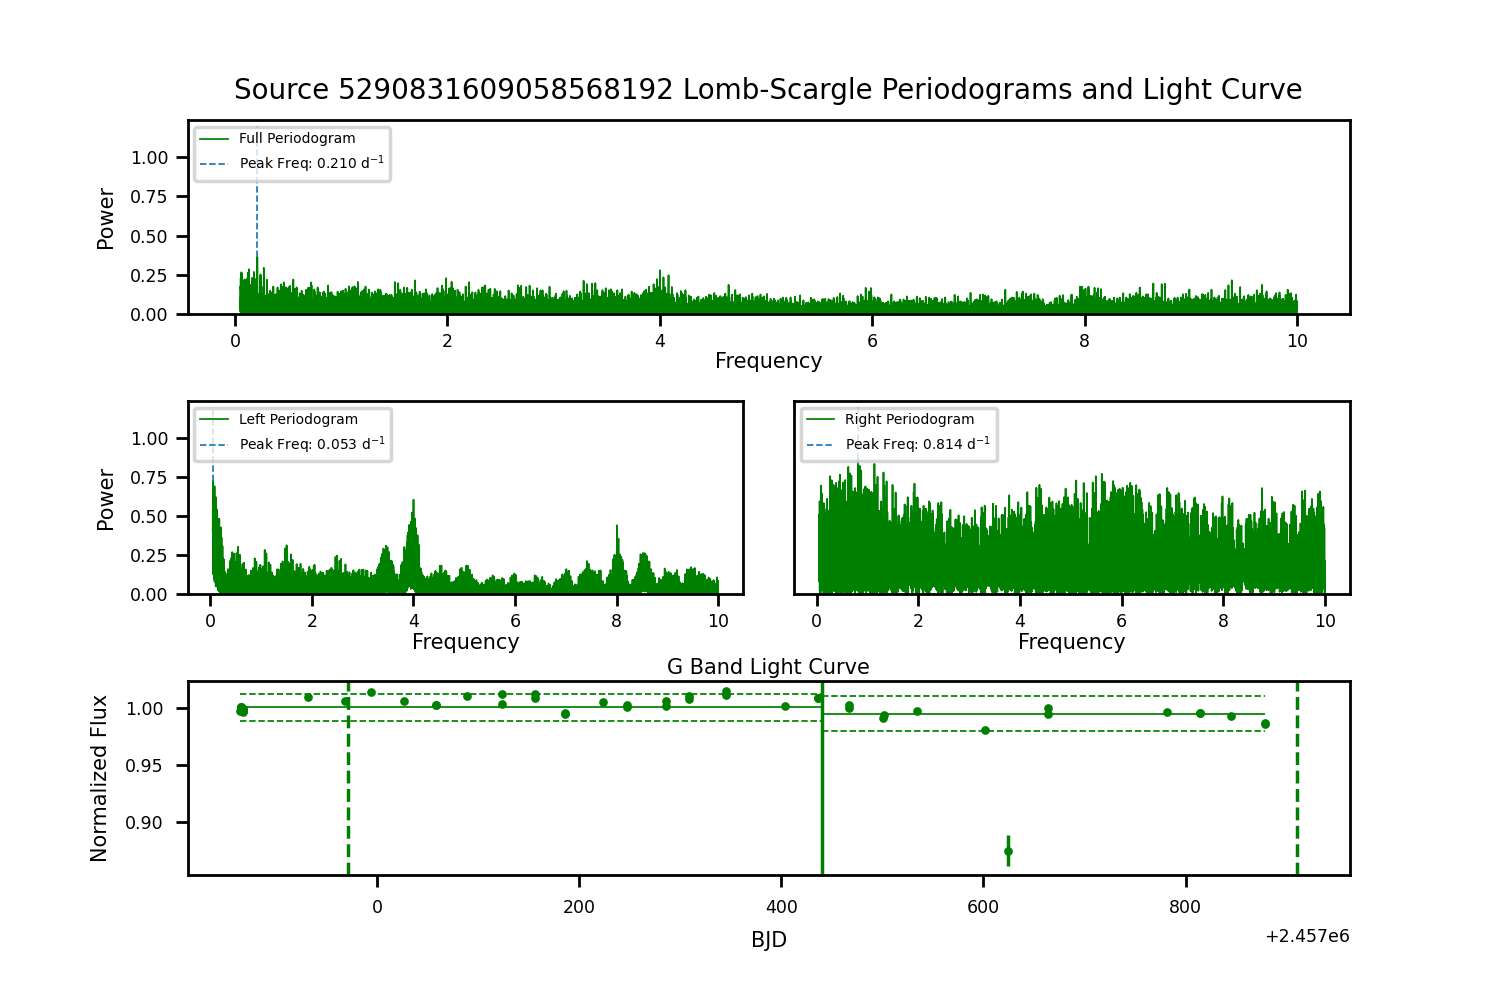 Source 5290831609058568192 Lomb-Scargle Periodograms and Light Curve
Full Periodogram
Peak Freq: 0.210 d⁻¹
Power
1.00
0.75
0.50
0.25
0.00
0 2 4 6 8 10
Frequency
Left Periodogram
Peak Freq: 0.053 d⁻¹
Power
1.00
0.75
0.50
0.25
0.00
0 2 4 6 8 10
Frequency
Right Periodogram
Peak Freq: 0.814 d⁻¹
0 2 4 6 8 10
Frequency
G Band Light Curve
Normalized Flux
1.00
0.95
0.90
0 200 400 600 800
BJD
+2.457e6